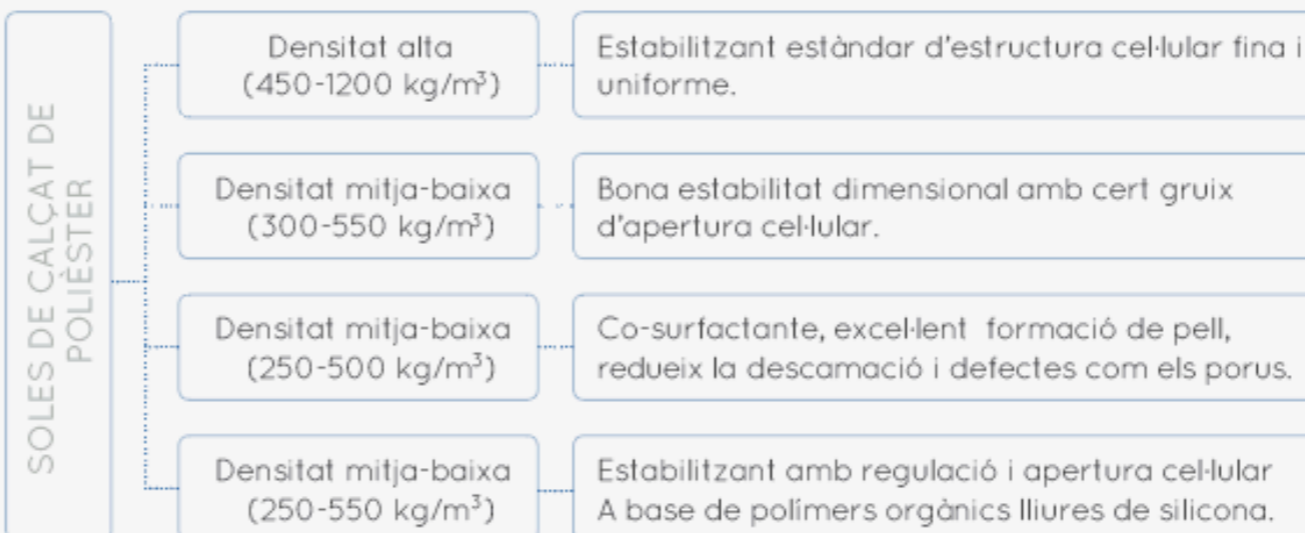 SOLES DE CALÇAT DE
POLIÈSTER
Densitat alta
(450-1200 kg/m³)
Estabilitzant estàndar d'estructura cel·lular fina i
uniforme.
Densitat mitja-baixa
(300-550 kg/m³)
Bona estabilitat dimensional amb cert gruix
d'apertura cel·lular.
Densitat mitja-baixa
(250-500 kg/m³)
Co-surfactante, excel·lent  formació de pell,
redueix la descamació i defectes com els porus.
Densitat mitja-baixa
(250-550 kg/m³)
Estabilitzant amb regulació i apertura cel·lular
A base de polímers orgànics lliures de silicona.